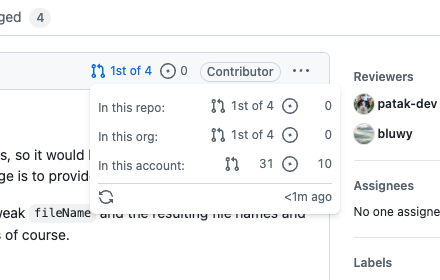 ged 4
1st of 4 0 Contributor ...
In this repo: 1st of 4 0
In this org: 1st of 4 0
In this account: 31 10
<1m ago
s, so it would
ge is to provid
weak fileName and the resulting file names and
s of course.
Reviewers
patak-dev
bluwy
Assignees
No one assigne
Labels